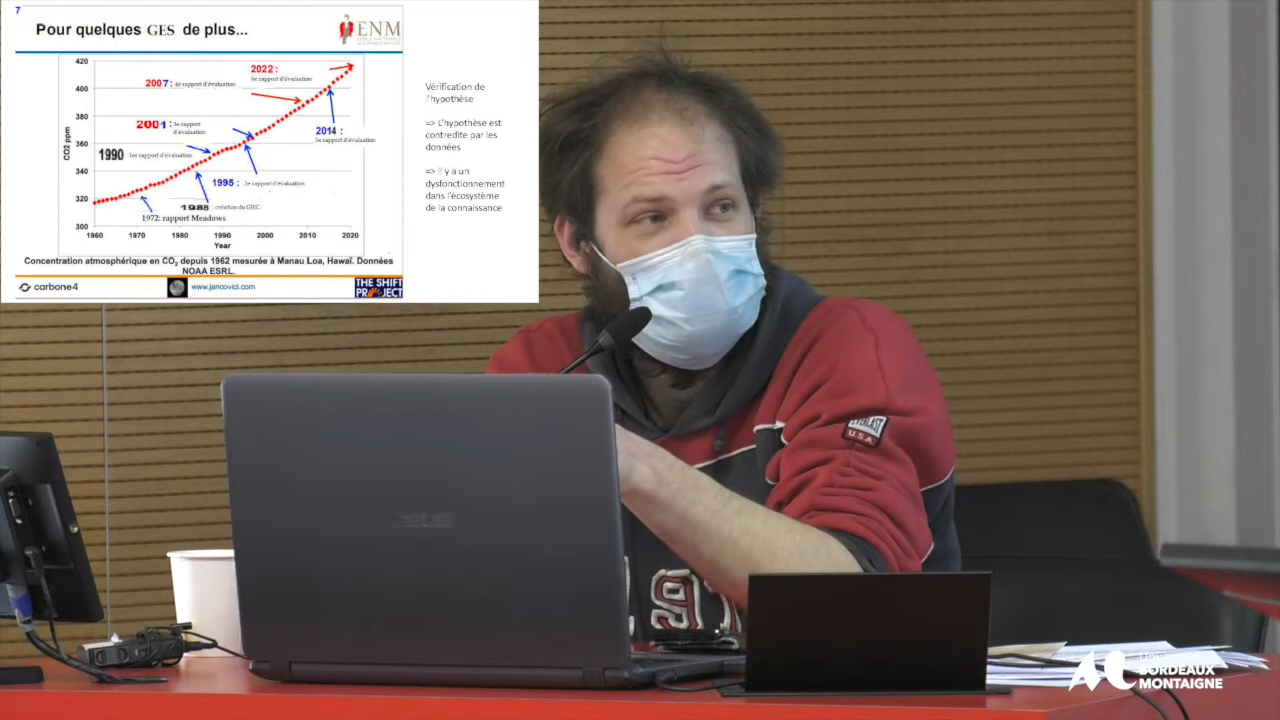 7
Pour quelques GES de plus...
ENM
420
400
380
360
340
320
300
CO2 ppm
1960
1970
1980
1990
2000
2010
2020
Year
2022 :
6e rapport d'évaluation
2007 : 4e rapport d'évaluation
2001 : 3e rapport
d'évaluation
2014 :
5e rapport d'évaluation
1990 : 1er rapport d'évaluation
1995 : 2e rapport d'évaluation
1988 : création du GIEC
1972: rapport Meadows
Concentration atmosphérique en CO2 depuis 1962 mesurée à Manau Loa, Hawaï. Données
NOAA ESRL.
carbone4
www.jancovici.com
THE SHIFT
PROJECT
Vérification de
l'hypothèse
=> L'hypothèse est
contredite par les
données
=> il y a un
dysfonctionnement
dans l'écosystème
de la connaissance
EVERLAST
U.S.A.
ASUS
91
BORDEAUX
MONTAIGNE